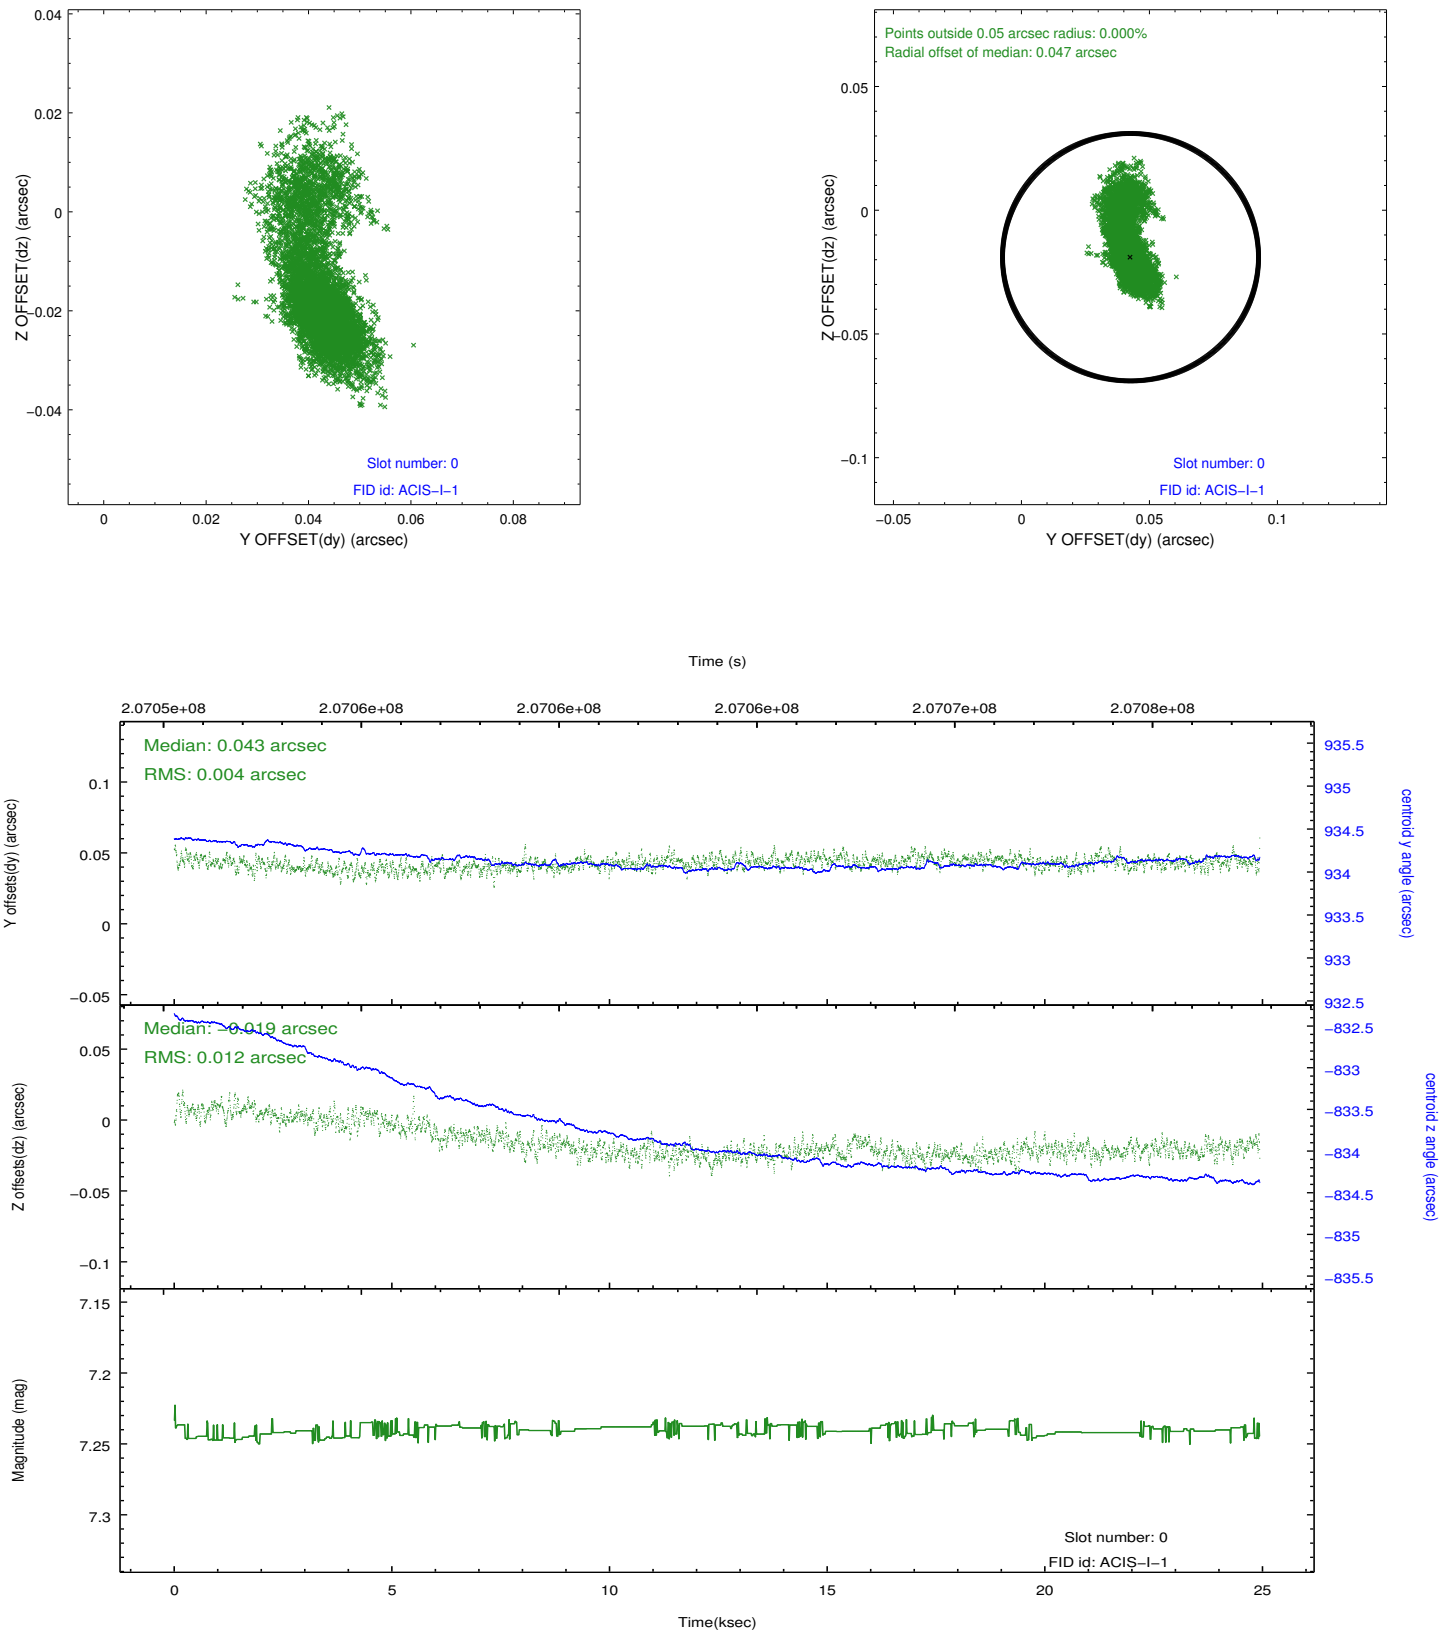 0.04
0.02
0
−0.02
−0.04
Z OFFSET(dz) (arcsec)
Slot number: 0
FID id: ACIS−I−1
0
0.02
0.04
0.06
0.08
Y OFFSET(dy) (arcsec)
Points outside 0.05 arcsec radius: 0.000%
Radial offset of median: 0.047 arcsec
0.05
0
−0.05
−0.1
Z OFFSET(dz) (arcsec)
Slot number: 0
FID id: ACIS−I−1
−0.05
0
0.05
0.1
Y OFFSET(dy) (arcsec)
Time (s)
2.0705e+08
2.0706e+08
2.0706e+08
2.0706e+08
2.0707e+08
2.0708e+08
Median: 0.043 arcsec
RMS: 0.004 arcsec
0.1
0.05
0
−0.05
Y offsets(dy) (arcsec)
935.5
935
934.5
934
933.5
933
932.5
centroid y angle (arcsec)
Median: −0.019 arcsec
RMS: 0.012 arcsec
0.05
0
−0.05
−0.1
Z offsets(dz) (arcsec)
−832.5
−833
−833.5
−834
−834.5
−835
−835.5
centroid z angle (arcsec)
7.15
7.2
7.25
7.3
Magnitude (mag)
Slot number: 0
FID id: ACIS−I−1
0
5
10
15
20
25
Time(ksec)